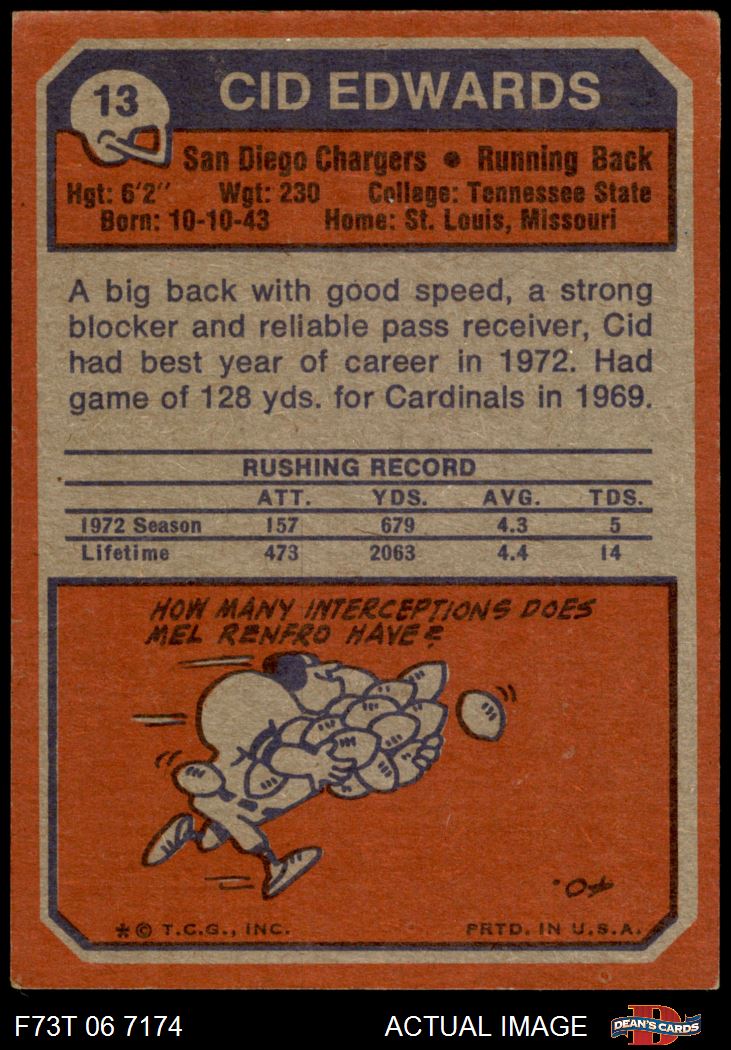 13
CID EDWARDS
San Diego Chargers • Running Back
Hgt: 6'2" Wgt: 230 College: Tennessee State
Born: 10-10-43 Home: St. Louis, Missouri
A big back with good speed, a strong
blocker and reliable pass receiver, Cid
had best year of career in 1972. Had
game of 128 yds. for Cardinals in 1969.
RUSHING RECORD
ATT. YDS. AVG. TDS.
1972 Season 157 679 4.3 5
Lifetime 473 2063 4.4 14
HOW MANY INTERCEPTIONS DOES
MEL RENFRO HAVE?
* © T.C.G., INC. PRTD. IN U.S.A.
F73T 06 7174 ACTUAL IMAGE
DEAN'S CARDS